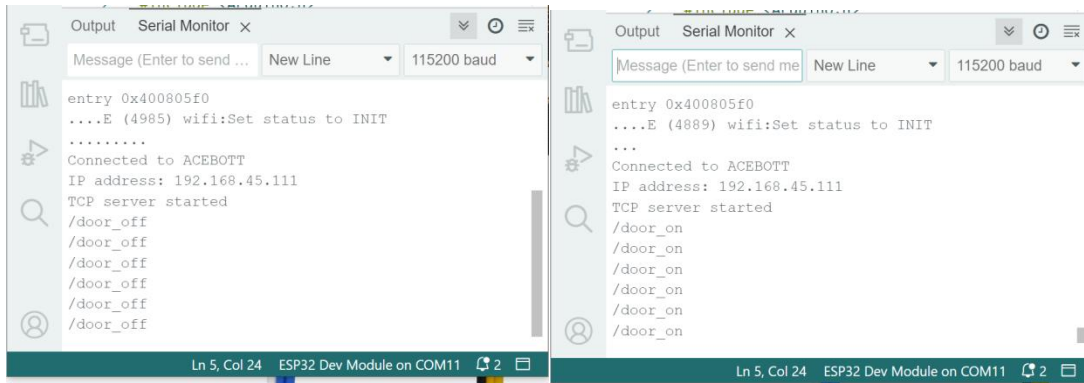 Output Serial Monitor ×
Message (Enter to send ... New Line 115200 baud
entry 0x400805f0
....E (4985) wifi:Set status to INIT
.........
Connected to ACEBOTT
IP address: 192.168.45.111
TCP server started
/door_off
/door_off
/door_off
/door_off
/door_off
/door_off
Ln 5, Col 24 ESP32 Dev Module on COM11 2
Output Serial Monitor ×
Message (Enter to send me New Line 115200 baud
entry 0x400805f0
....E (4889) wifi:Set status to INIT
...
Connected to ACEBOTT
IP address: 192.168.45.111
TCP server started
/door_on
/door_on
/door_on
/door_on
/door_on
/door_on
Ln 5, Col 24 ESP32 Dev Module on COM11 2